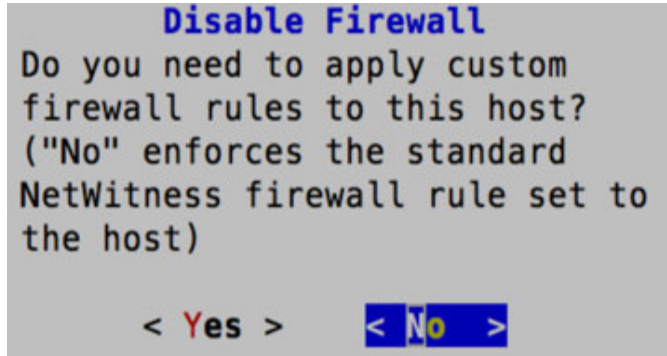 Disable Firewall
Do you need to apply custom
firewall rules to this host?
("No" enforces the standard
NetWitness firewall rule set to
the host)
< Yes > < No >